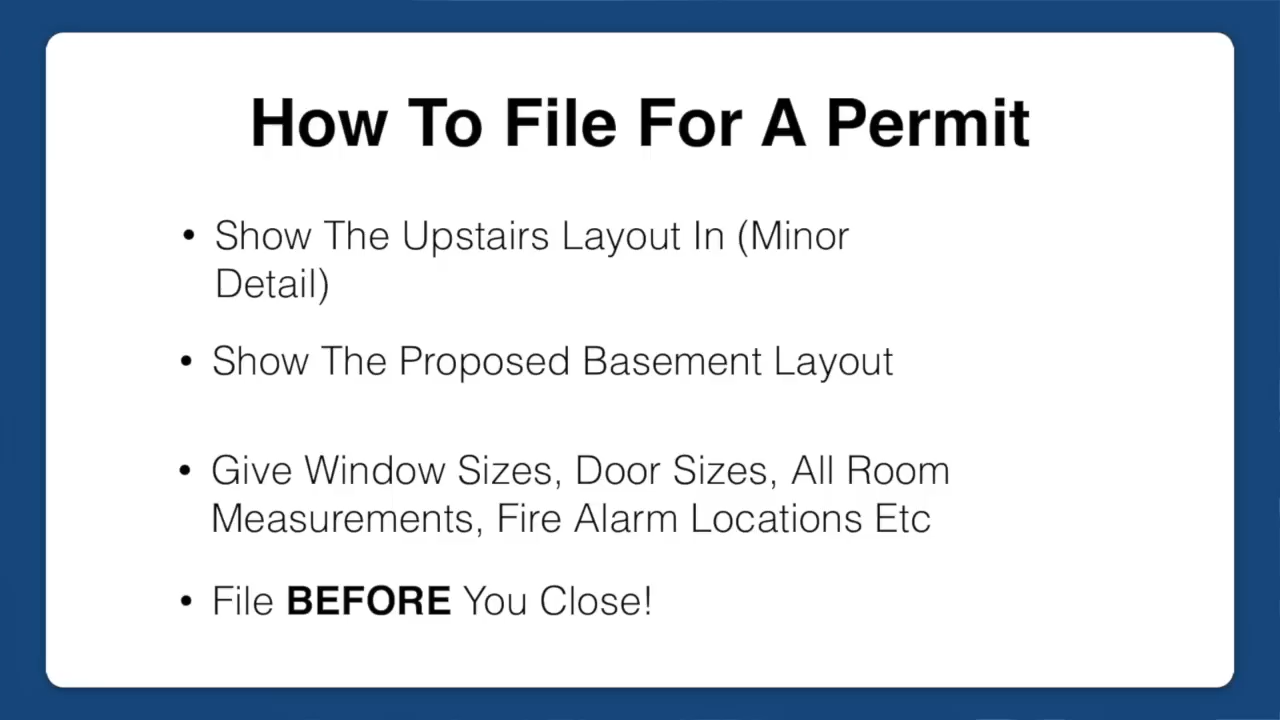 How To File For A Permit
• Show The Upstairs Layout In (Minor
Detail)
• Show The Proposed Basement Layout
• Give Window Sizes, Door Sizes, All Room
Measurements, Fire Alarm Locations Etc
• File BEFORE You Close!